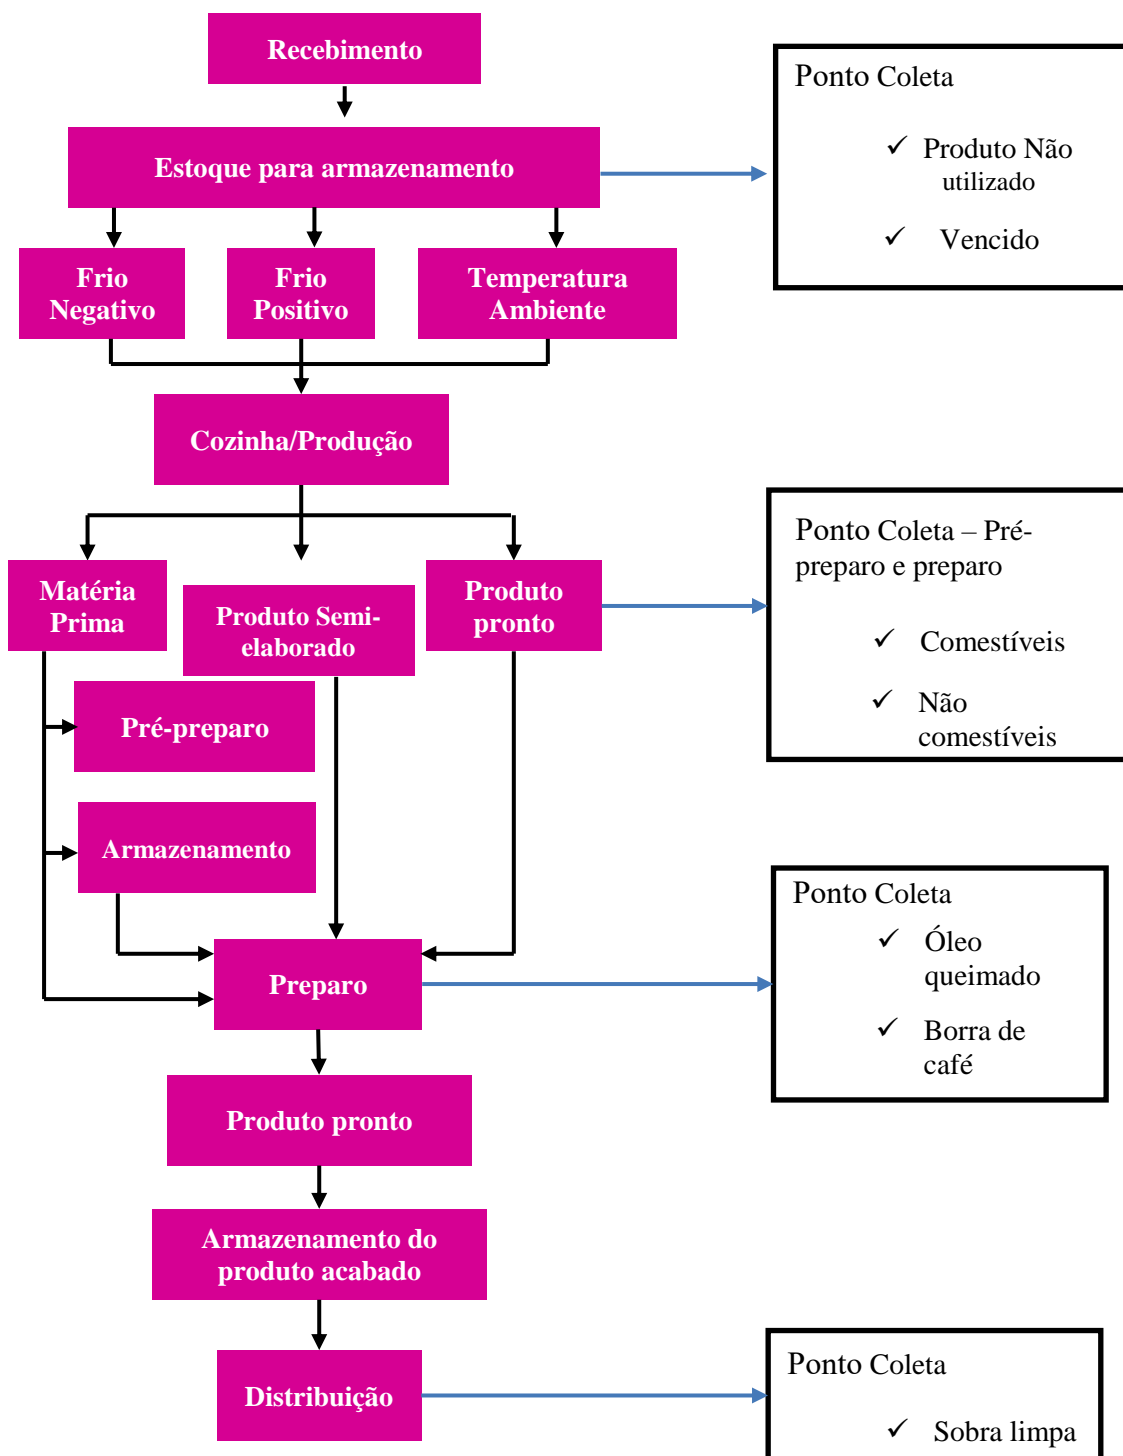 Recebimento
Ponto Coleta
✓ Produto Não
utilizado
✓ Vencido
Estoque para armazenamento
Frio
Negativo
Frio
Positivo
Temperatura
Ambiente
Cozinha/Produção
Matéria
Prima
Produto Semi-
elaborado
Produto
pronto
Ponto Coleta – Pré-
preparo e preparo
✓ Comestíveis
✓ Não
comestíveis
Pré-preparo
Armazenamento
Preparo
Ponto Coleta
✓ Óleo
queimado
✓ Borra de
café
Produto pronto
Armazenamento do
produto acabado
Distribuição
Ponto Coleta
✓ Sobra limpa